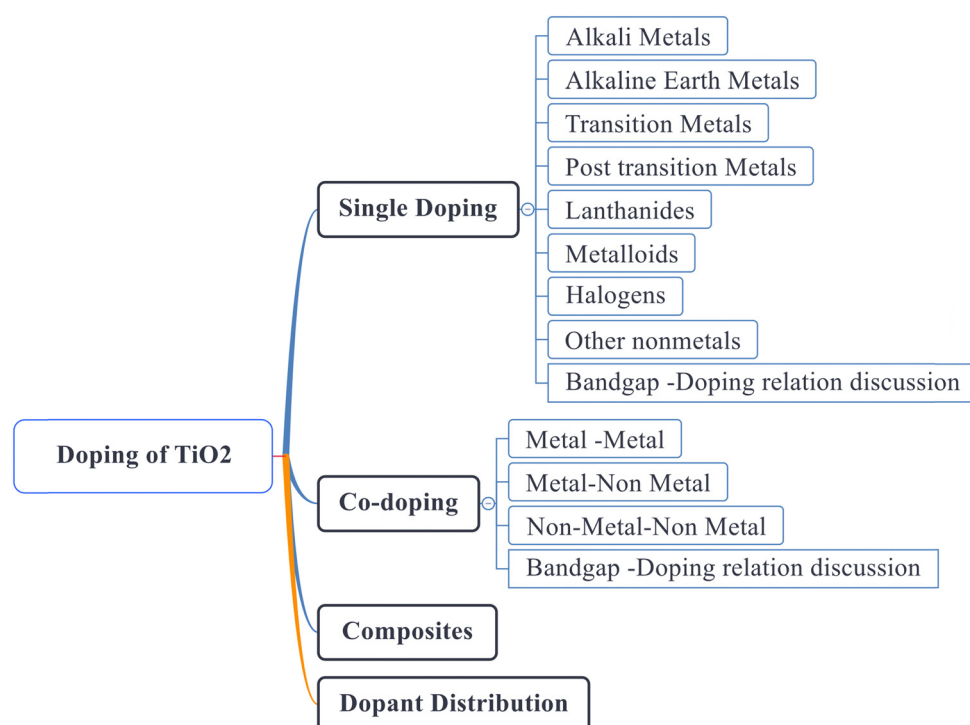 Doping of TiO2
Single Doping
Alkali Metals
Alkaline Earth Metals
Transition Metals
Post transition Metals
Lanthanides
Metalloids
Halogens
Other nonmetals
Bandgap -Doping relation discussion
Co-doping
Metal -Metal
Metal-Non Metal
Non-Metal-Non Metal
Bandgap -Doping relation discussion
Composites
Dopant Distribution